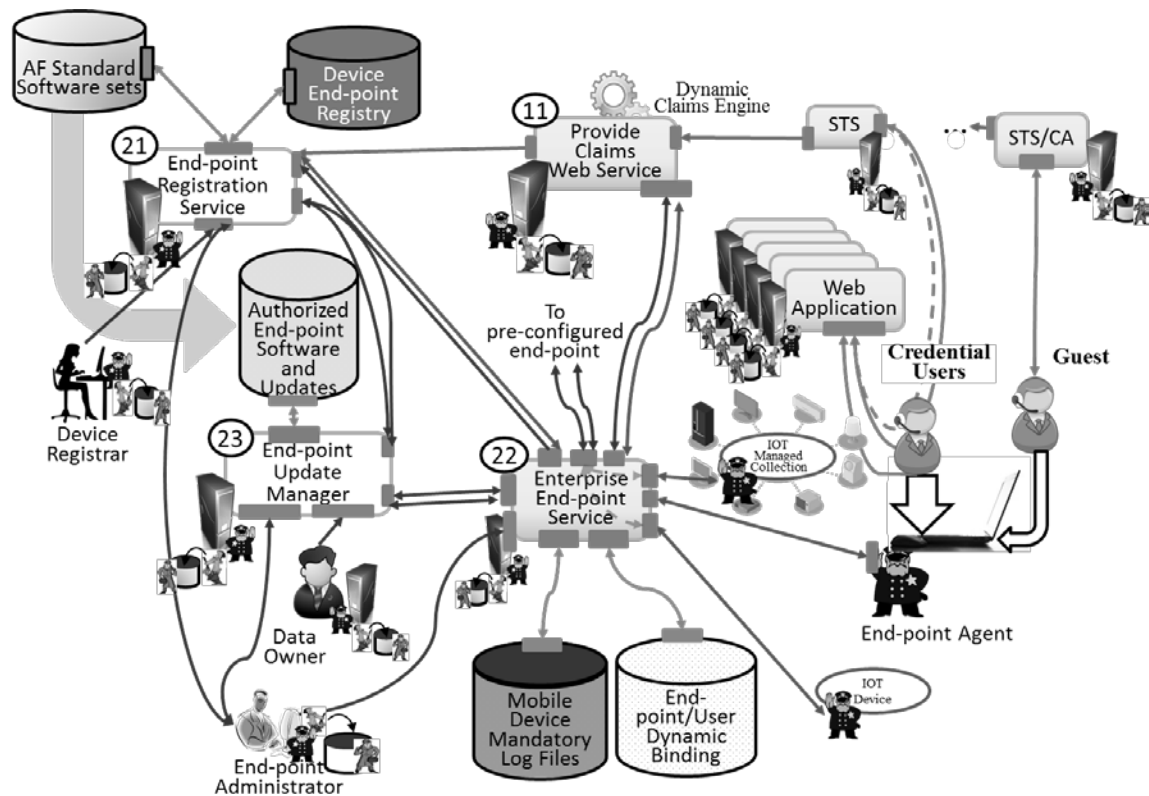 AF Standard
Software sets
Device
End-point
Registry
21
End-point
Registration
Service
11
Provide
Claims
Web Service
Dynamic
Claims Engine
STS
STS/CA
Authorized
End-point
Software
and
Updates
To
pre-configured
end-point
Web
Application
Credential
Users
Guest
Device
Registrar
23
End-point
Update
Manager
22
Enterprise
End-point
Service
IOT
Managed
Collection
Data
Owner
End-point Agent
End-point
Administrator
Mobile
Device
Mandatory
Log Files
End-
point/User
Dynamic
Binding
IOT
Device